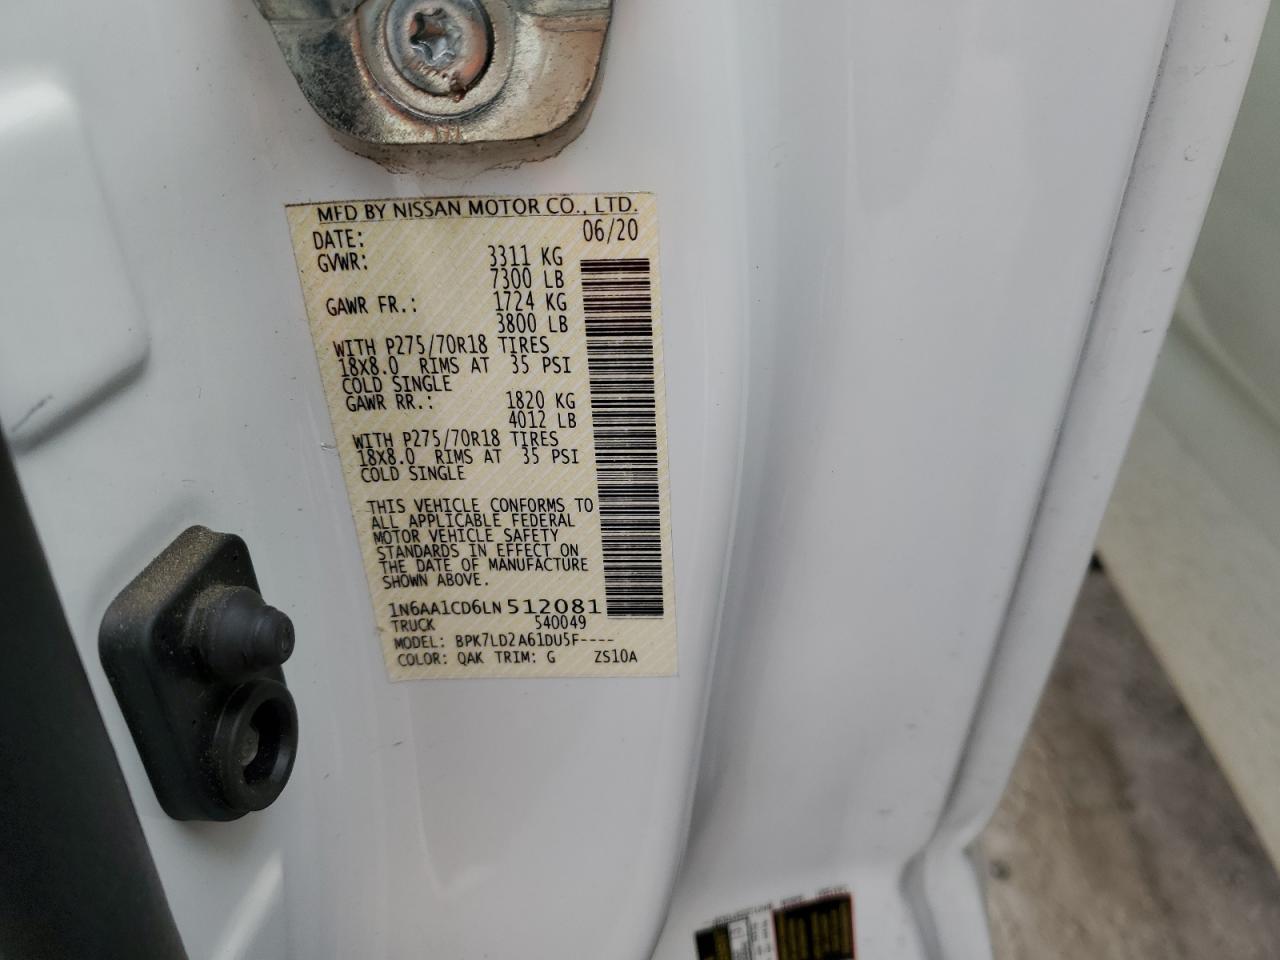 MFD BY NISSAN MOTOR CO., LTD.
DATE: 06/20
GVWR: 3311 KG
7300 LB
GAWR FR.: 1724 KG
3800 LB
WITH P275/70R18 TIRES
18X8.0 RIMS AT 35 PSI
COLD SINGLE
GAWR RR.: 1820 KG
4012 LB
WITH P275/70R18 TIRES
18X8.0 RIMS AT 35 PSI
COLD SINGLE
THIS VEHICLE CONFORMS TO
ALL APPLICABLE FEDERAL
MOTOR VEHICLE SAFETY
STANDARDS IN EFFECT ON
THE DATE OF MANUFACTURE
SHOWN ABOVE.
1N6AA1CD6LN512081
TRUCK 540049
MODEL: BPK7LD2A61DU5F----
COLOR: QAK TRIM: G ZS10A